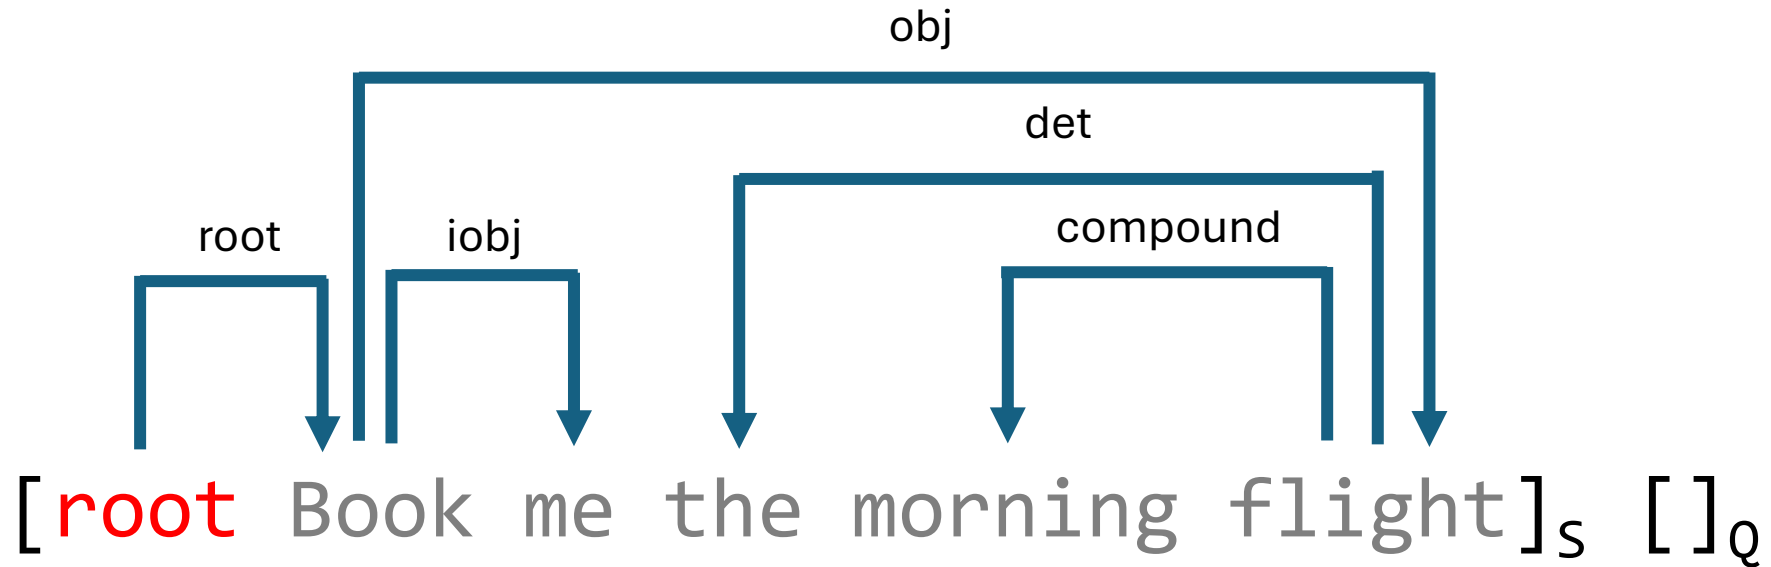 obj
det
root iobj compound
[root Book me the morning flight]S []Q